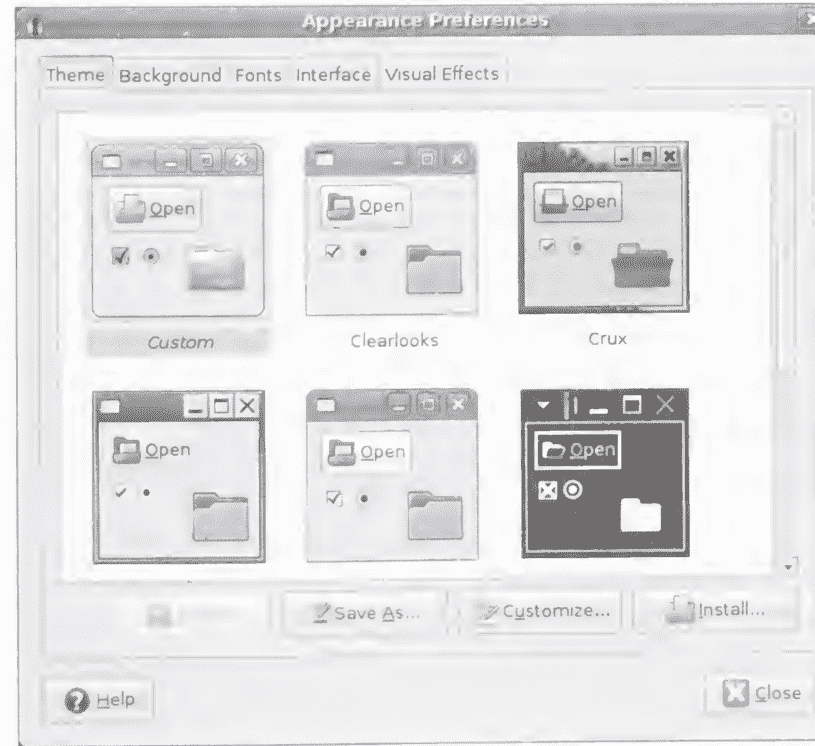 Appearance Preferences
Theme Background Fonts Interface Visual Effects
Open Open Open
Custom Clearlooks Crux
Open Open Open
Save As... Customize... Install...
Help Close